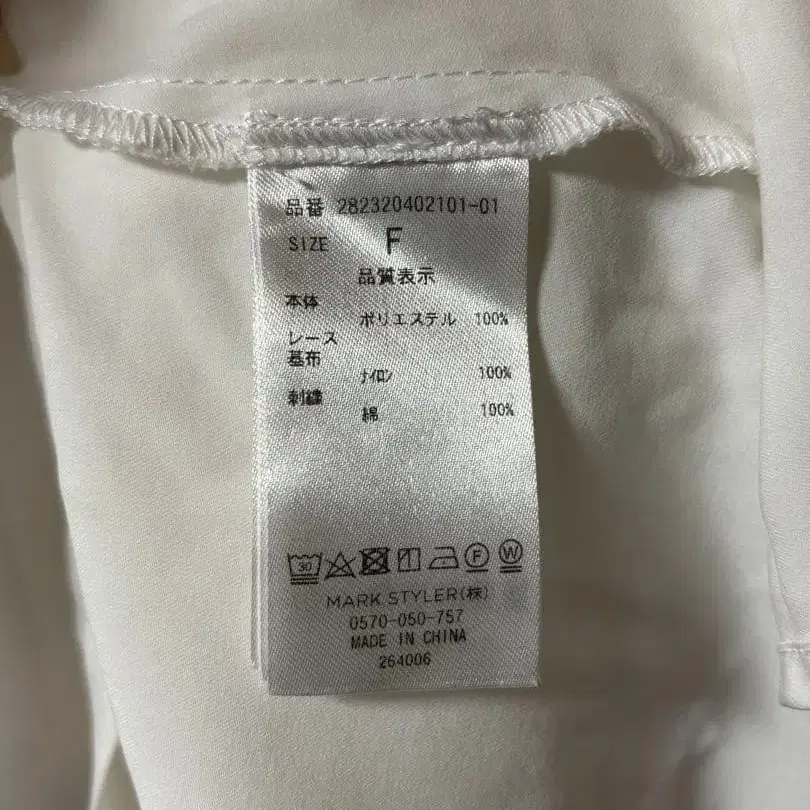 品番 282320402101-01
SIZE F
品質表示
本体
ポリエステル 100%
レース
基布
ﾅｲﾛﾝ 100%
刺繍
綿 100%
30
F W
MARK STYLER(株)
0570-050-757
MADE IN CHINA
264006